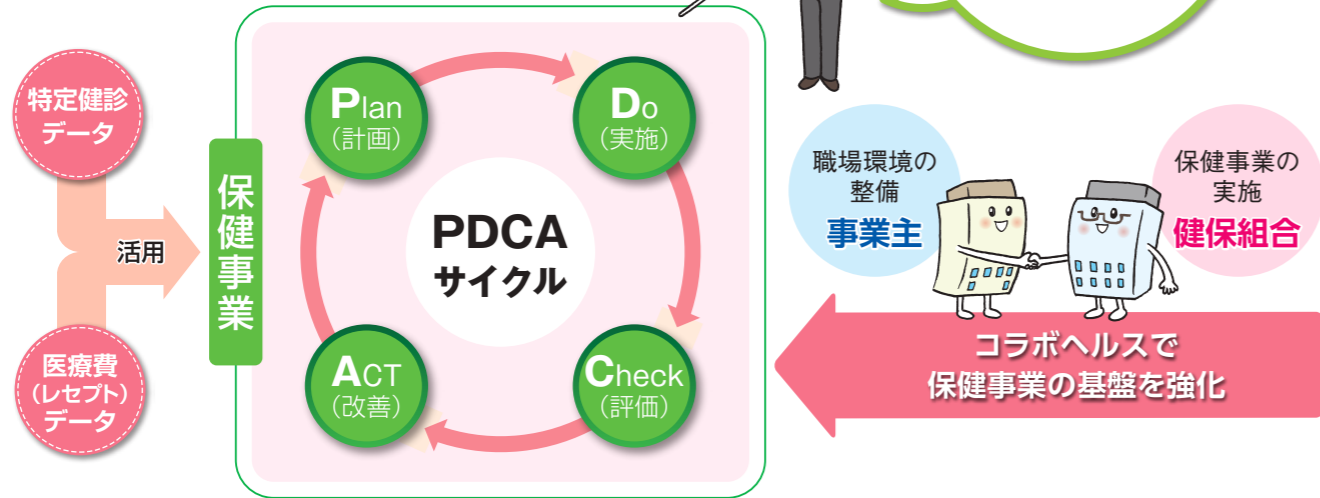 特定健診
データ
活用
医療費
（レセプト）
データ
保健事業
Plan
（計画）
Do
（実施）
PDCA
サイクル
ACT
（改善）
Check
（評価）
職場環境の
整備
事業主
保健事業の
実施
健保組合
コラボヘルスで
保健事業の基盤を強化